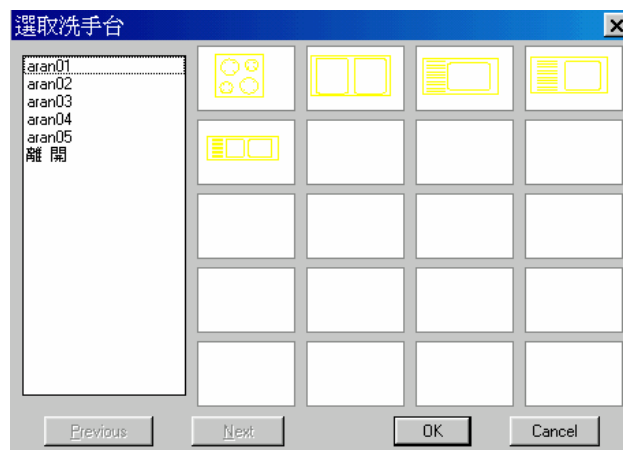 選取洗手台
aran01
aran02
aran03
aran04
aran05
離 開
Previous
Next
OK
Cancel